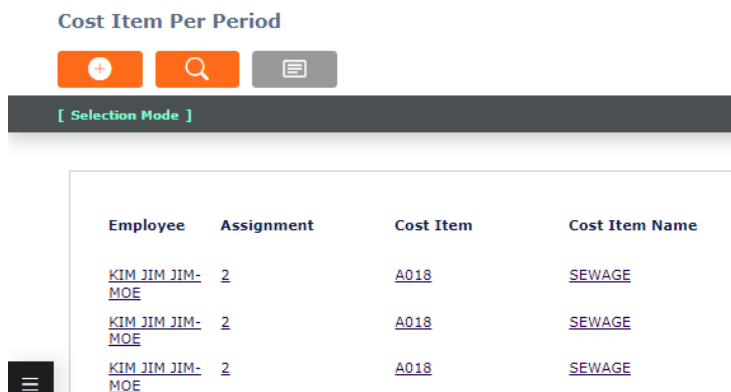 Cost Item Per Period
[ Selection Mode ]
Employee Assignment Cost Item Cost Item Name
KIM JIM JIM- 2 A018 SEWAGE
MOE
KIM JIM JIM- 2 A018 SEWAGE
MOE
KIM JIM JIM- 2 A018 SEWAGE
MOE